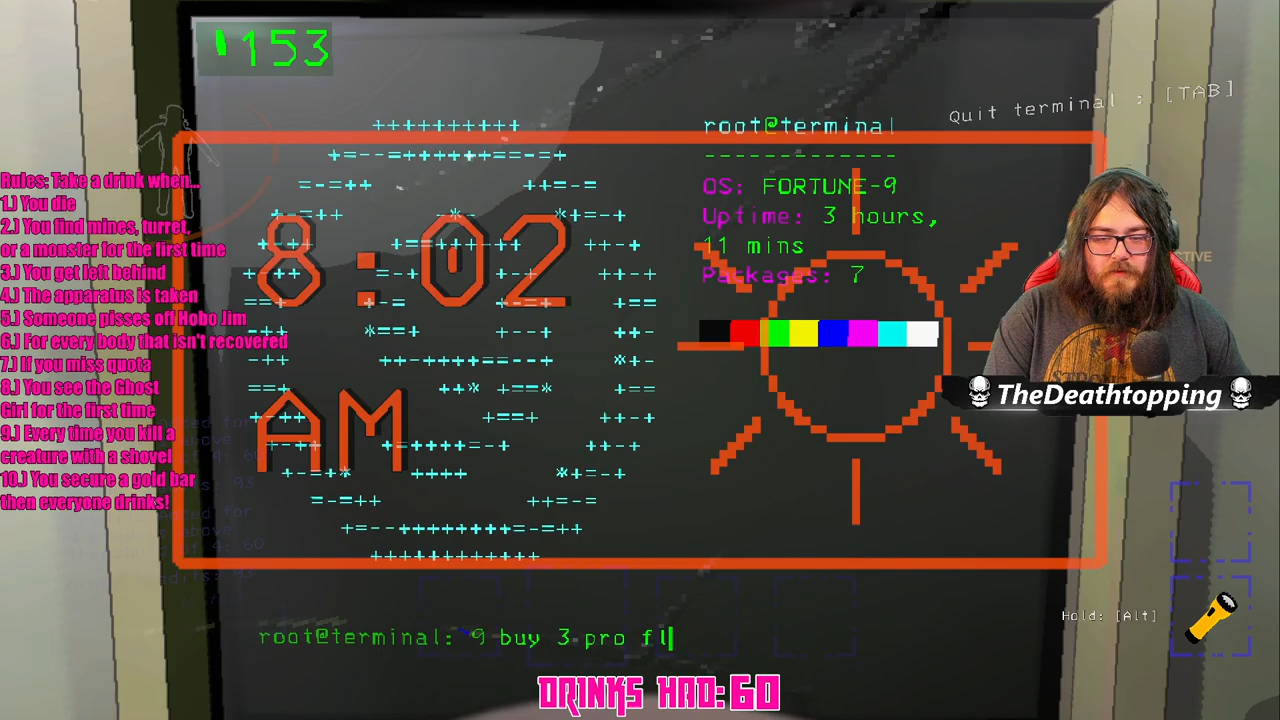 153
Quit terminal : [TAB]
root@terminal
-------------
OS: FORTUNE-9
Uptime: 3 hours,
11 mins
Packages: 7
8:02
AM
Rules: Take a drink when...
1.) You die
2.) You find mines, turret,
or a monster for the first time
3.) You get left behind
4.) The apparatus is taken
5.) Someone pisses off Hobo Jim
6.) For every body that isn't recovered
7.) If you miss quota
8.) You see the Ghost
Girl for the first time
9.) Every time you kill a
creature with a shovel
10.) You secure a gold bar
then everyone drinks!
TheDeathtopping
Hold: [Alt]
root@terminal: 9 buy 3 pro fl
DRINKS HAD: 60